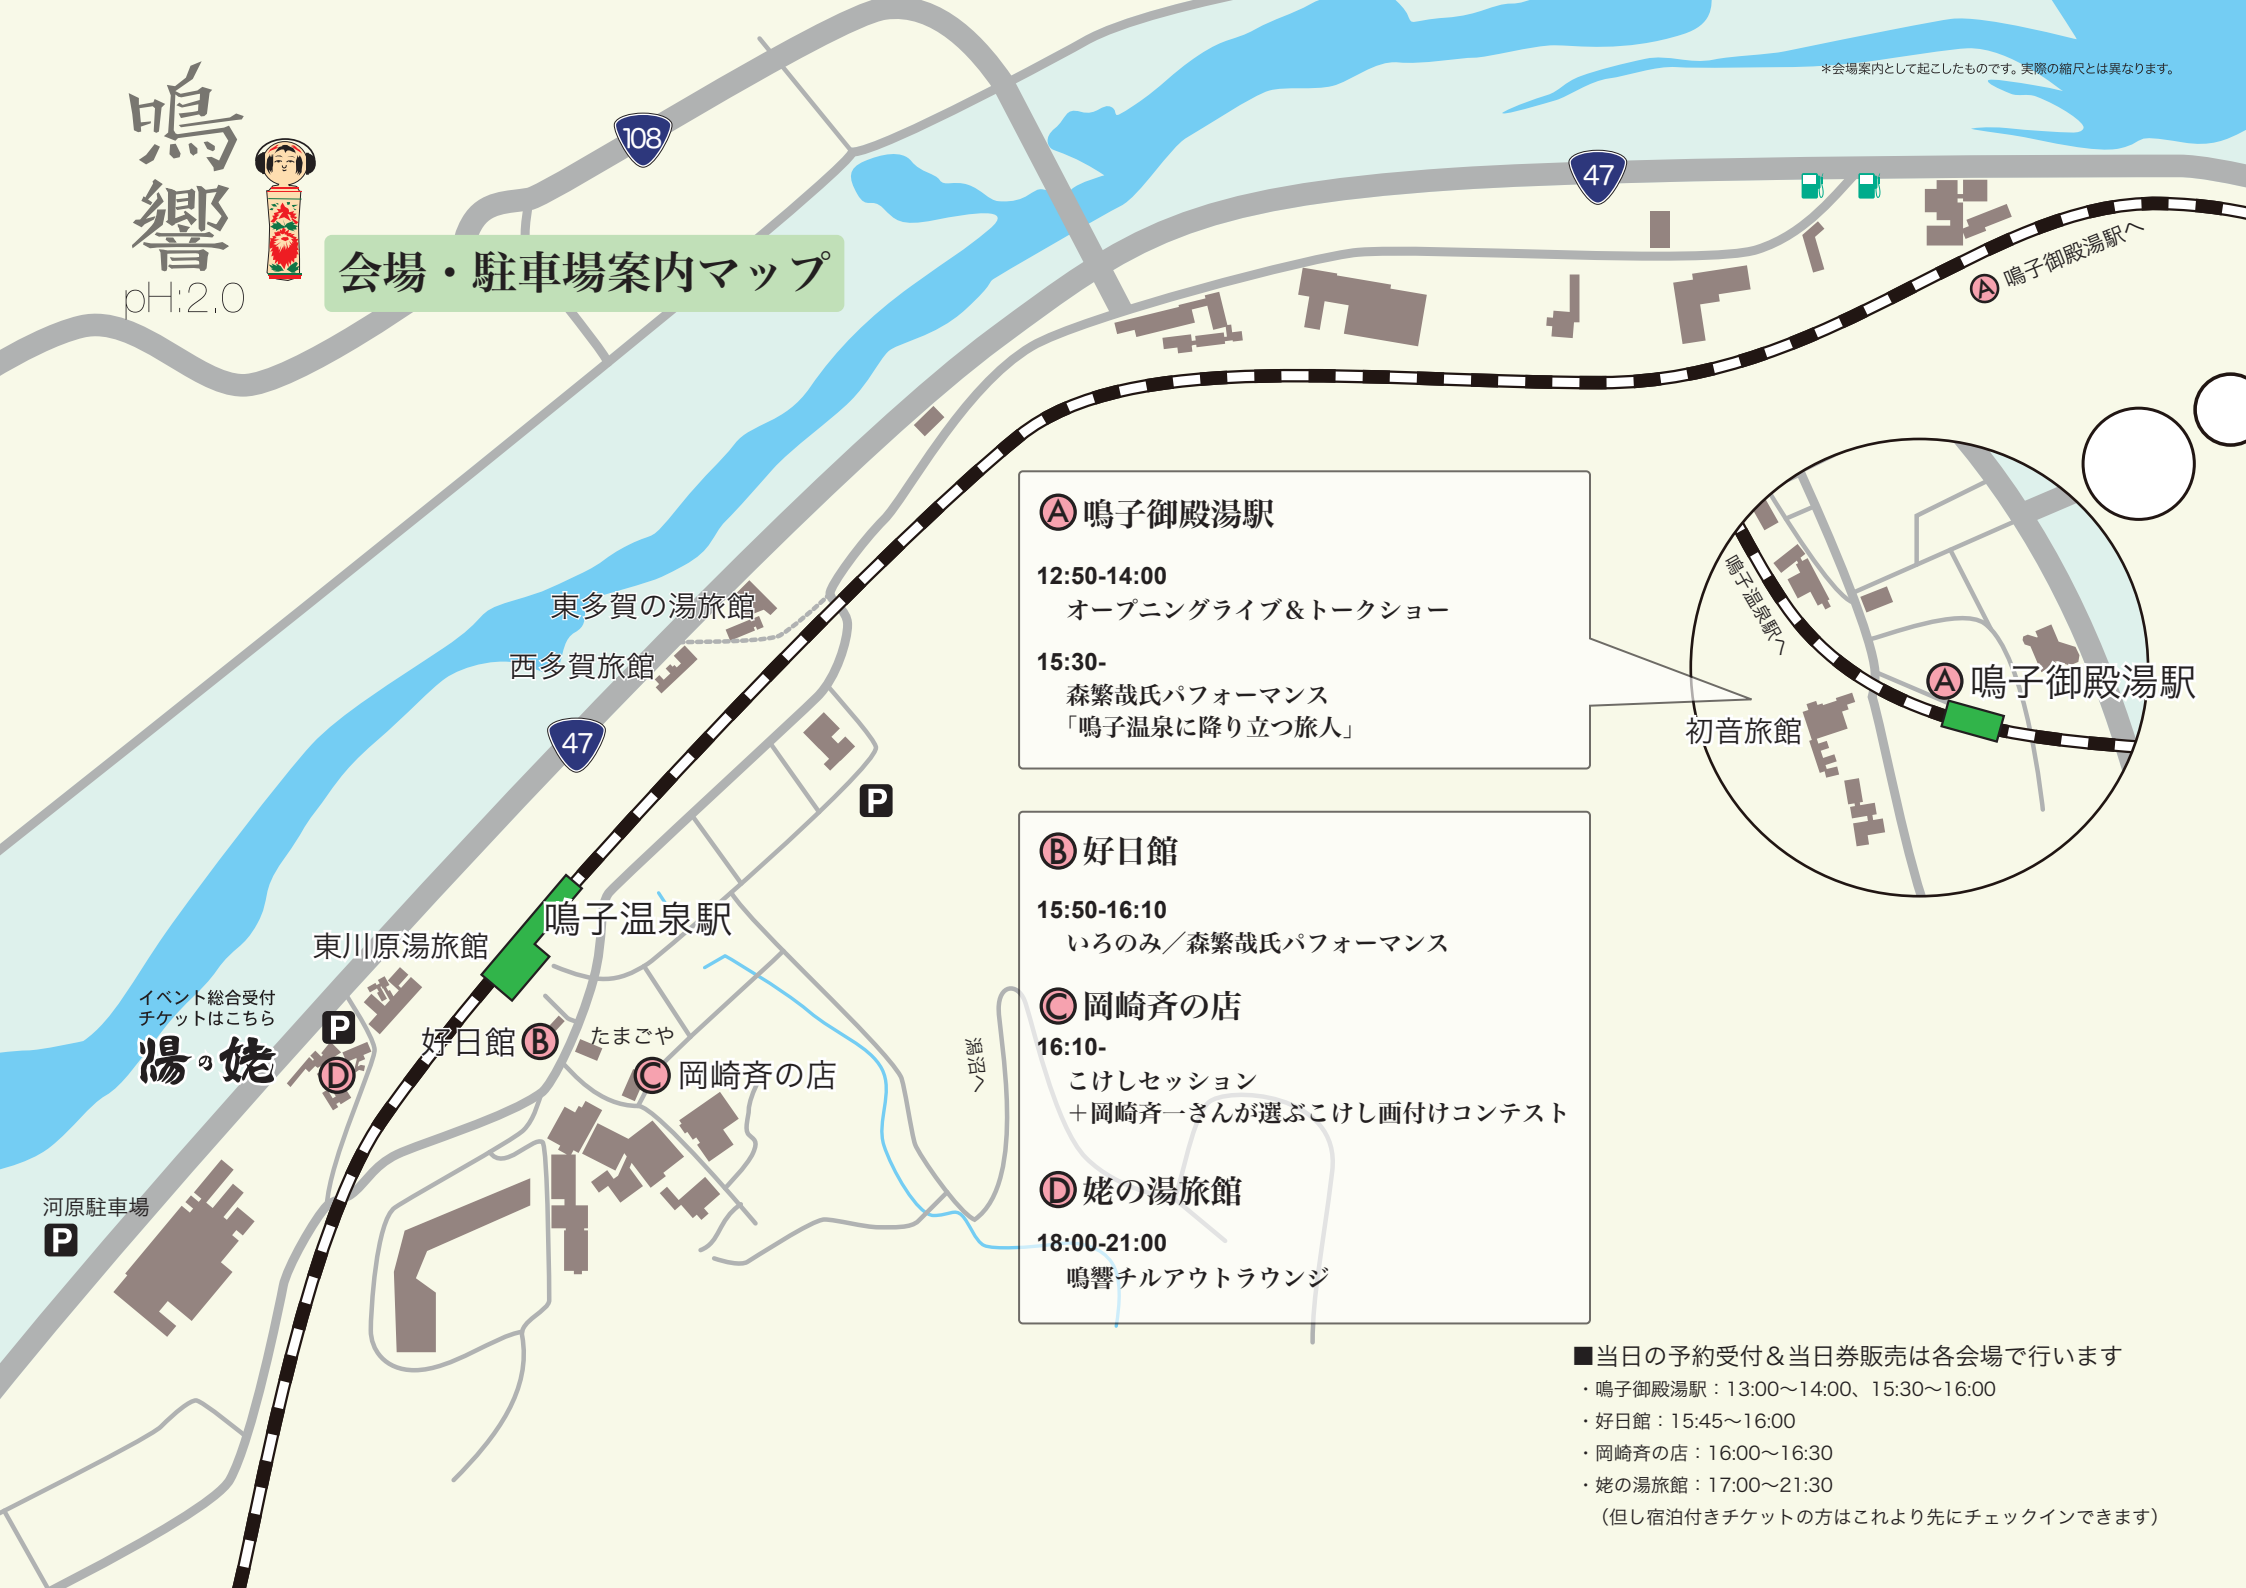 鳴響
pH:2.0
会場・駐車場案内マップ
＊会場案内として起こしたものです。実際の縮尺とは異なります。
108
47
A 鳴子御殿湯駅へ
東多賀の湯旅館
西多賀旅館
47
P
鳴子温泉駅
東川原湯旅館
イベント総合受付
チケットはこちら
湯の姥
P
D
好日館 B
たまごや
C 岡崎斉の店
潟沼へ
河原駐車場
P
A 鳴子御殿湯駅
12:50-14:00
オープニングライブ＆トークショー
15:30-
森繁哉氏パフォーマンス
「鳴子温泉に降り立つ旅人」
B 好日館
15:50-16:10
いろのみ／森繁哉氏パフォーマンス
C 岡崎斉の店
16:10-
こけしセッション
＋岡崎斉一さんが選ぶこけし画付けコンテスト
D 姥の湯旅館
18:00-21:00
鳴響チルアウトラウンジ
鳴子温泉駅へ
A 鳴子御殿湯駅
初音旅館
■当日の予約受付＆当日券販売は各会場で行います
・鳴子御殿湯駅：13:00〜14:00、15:30〜16:00
・好日館：15:45〜16:00
・岡崎斉の店：16:00〜16:30
・姥の湯旅館：17:00〜21:30
（但し宿泊付きチケットの方はこれより先にチェックインできます）